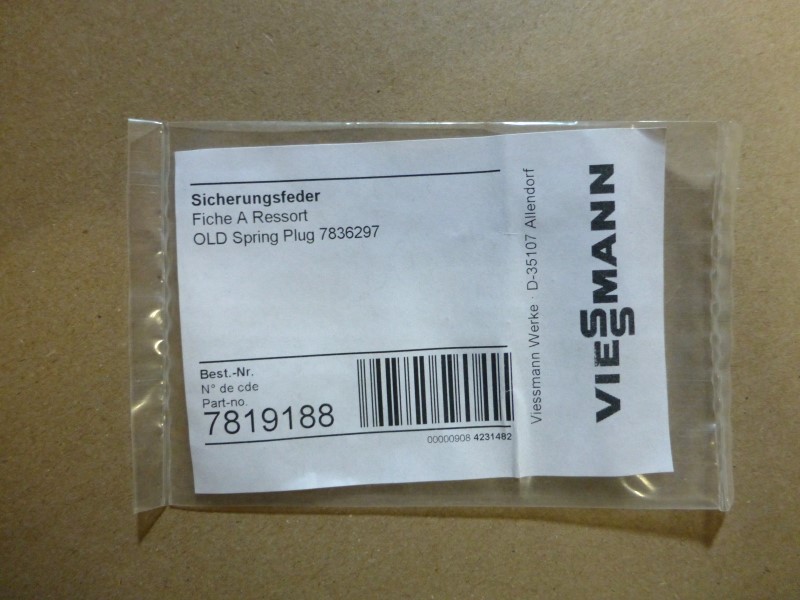 Sicherungsfeder
Fiche A Ressort
OLD Spring Plug 7836297
Best.-Nr.
N° de cde
Part-no.
7819188
00000908 4231482
Viessmann Werke · D-35107 Allendorf
VIESSMANN